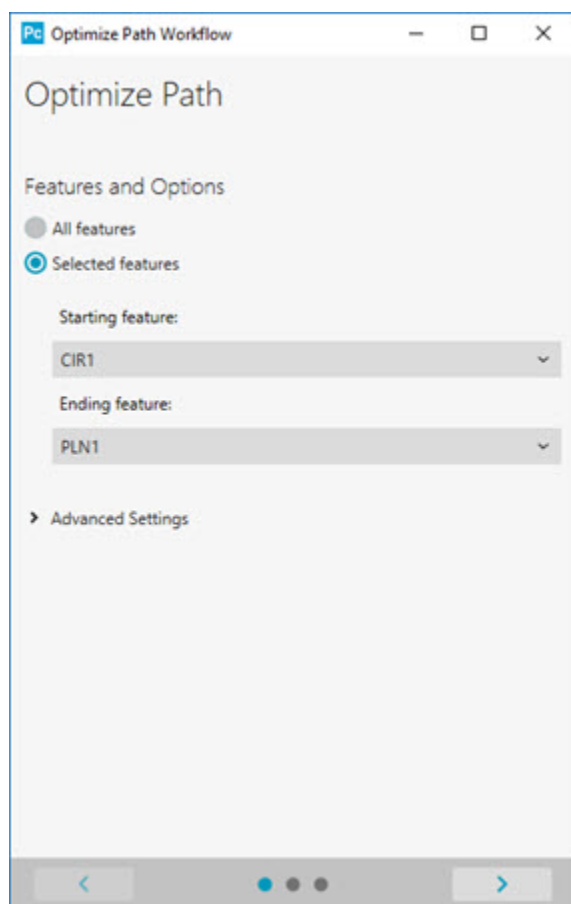 Pc Optimize Path Workflow
Optimize Path
Features and Options
All features
Selected features
Starting feature:
CIR1
Ending feature:
PLN1
Advanced Settings